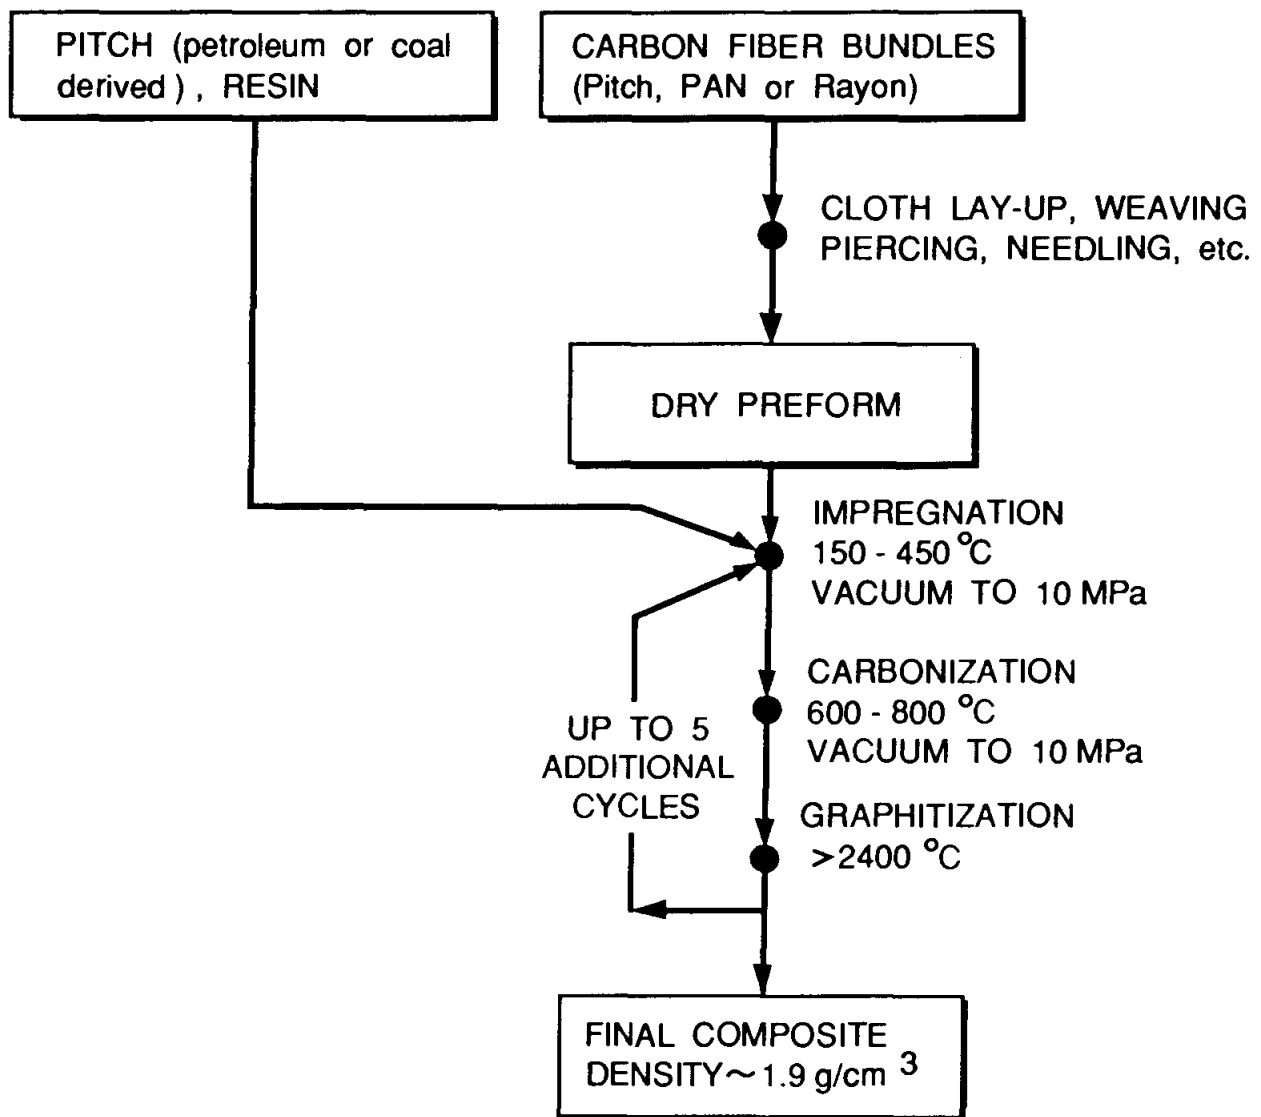 PITCH (petroleum or coal
derived), RESIN
CARBON FIBER BUNDLES
(Pitch, PAN or Rayon)
CLOTH LAY-UP, WEAVING
PIERCING, NEEDLING, etc.
DRY PREFORM
IMPREGNATION
150 - 450 °C
VACUUM TO 10 MPa
CARBONIZATION
600 - 800 °C
VACUUM TO 10 MPa
UP TO 5
ADDITIONAL
CYCLES
GRAPHITIZATION
>2400 °C
FINAL COMPOSITE
DENSITY~1.9 g/cm³